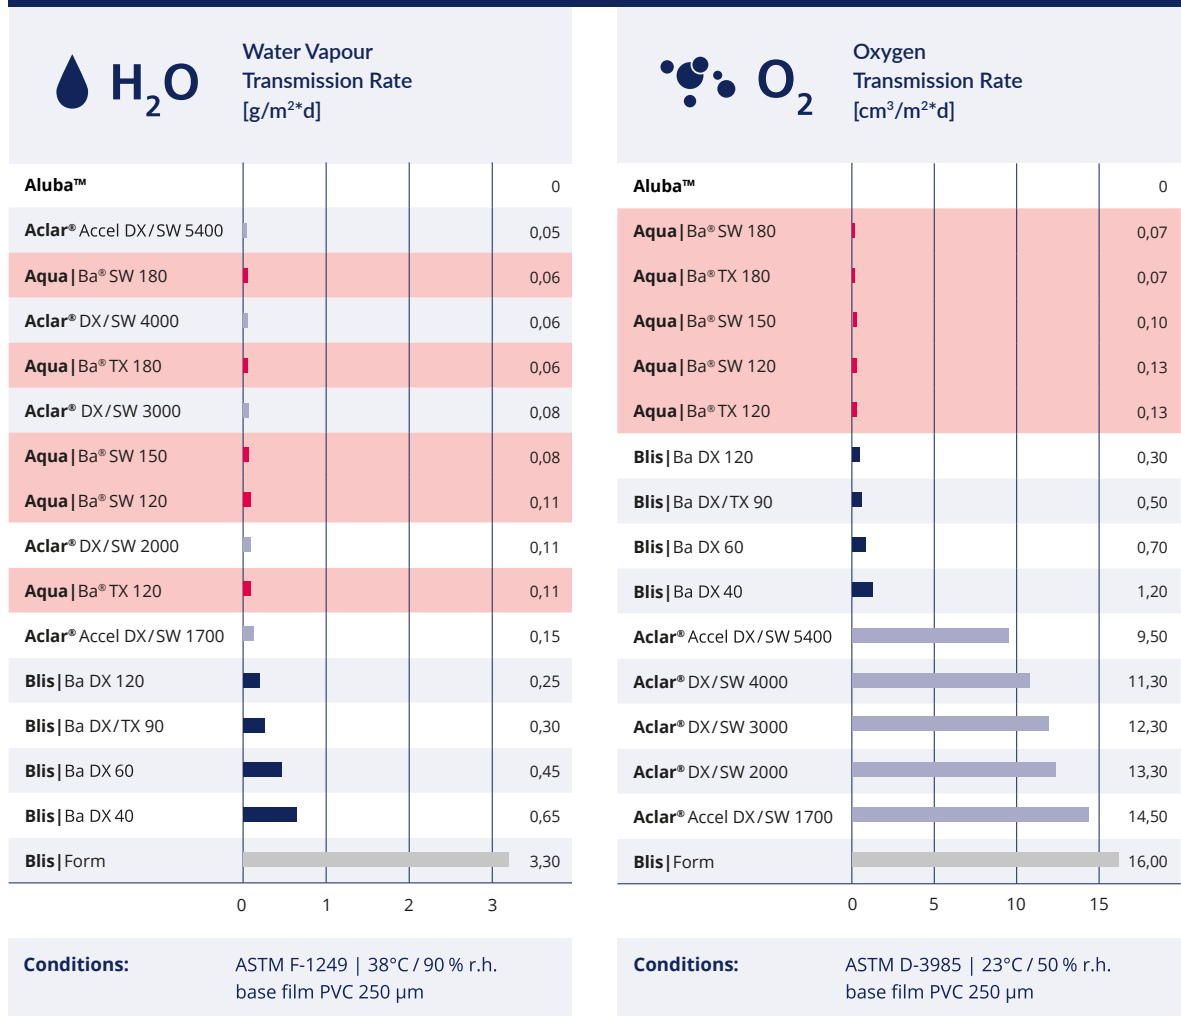 H2O
Water Vapour
Transmission Rate
[g/m²*d]
Aluba™ 0
Aclar® Accel DX/SW 5400 0,05
Aqua|Ba® SW 180 0,06
Aclar® DX/SW 4000 0,06
Aqua|Ba® TX 180 0,06
Aclar® DX/SW 3000 0,08
Aqua|Ba® SW 150 0,08
Aqua|Ba® SW 120 0,11
Aclar® DX/SW 2000 0,11
Aqua|Ba® TX 120 0,11
Aclar® Accel DX/SW 1700 0,15
Blis|Ba DX 120 0,25
Blis|Ba DX/TX 90 0,30
Blis|Ba DX 60 0,45
Blis|Ba DX 40 0,65
Blis|Form 3,30
0 1 2 3
Conditions: ASTM F-1249 | 38°C / 90 % r.h.
base film PVC 250 µm
O2
Oxygen
Transmission Rate
[cm³/m²*d]
Aluba™ 0
Aqua|Ba® SW 180 0,07
Aqua|Ba® TX 180 0,07
Aqua|Ba® SW 150 0,10
Aqua|Ba® SW 120 0,13
Aqua|Ba® TX 120 0,13
Blis|Ba DX 120 0,30
Blis|Ba DX/TX 90 0,50
Blis|Ba DX 60 0,70
Blis|Ba DX 40 1,20
Aclar® Accel DX/SW 5400 9,50
Aclar® DX/SW 4000 11,30
Aclar® DX/SW 3000 12,30
Aclar® DX/SW 2000 13,30
Aclar® Accel DX/SW 1700 14,50
Blis|Form 16,00
0 5 10 15
Conditions: ASTM D-3985 | 23°C / 50 % r.h.
base film PVC 250 µm